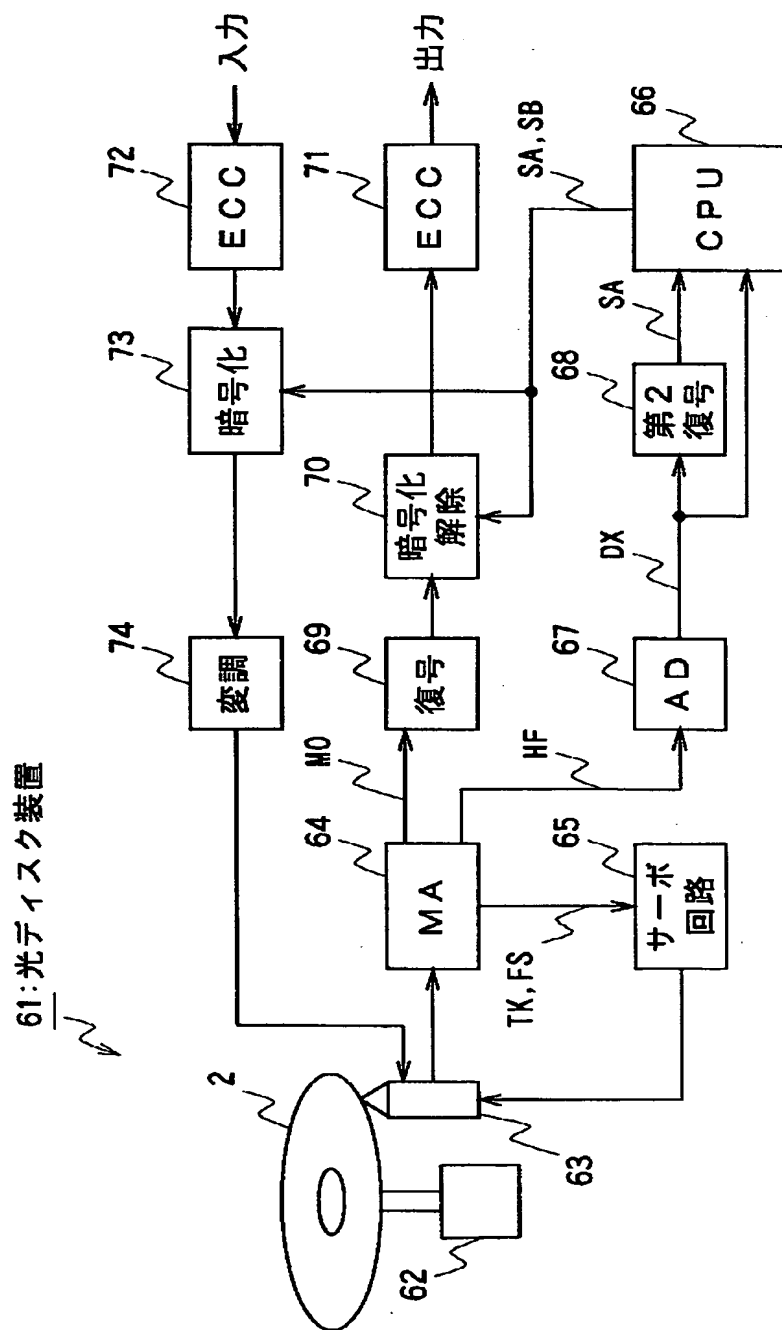 61:光ディスク装置
2
62
63
74
変調
73
暗号化
72
ECC
入力
64
MA
MO
69
復号
70
暗号化
解除
71
ECC
出力
TK,FS
65
サーボ
回路
HF
67
AD
DX
68
第2
復号
SA
SA,SB
66
CPU